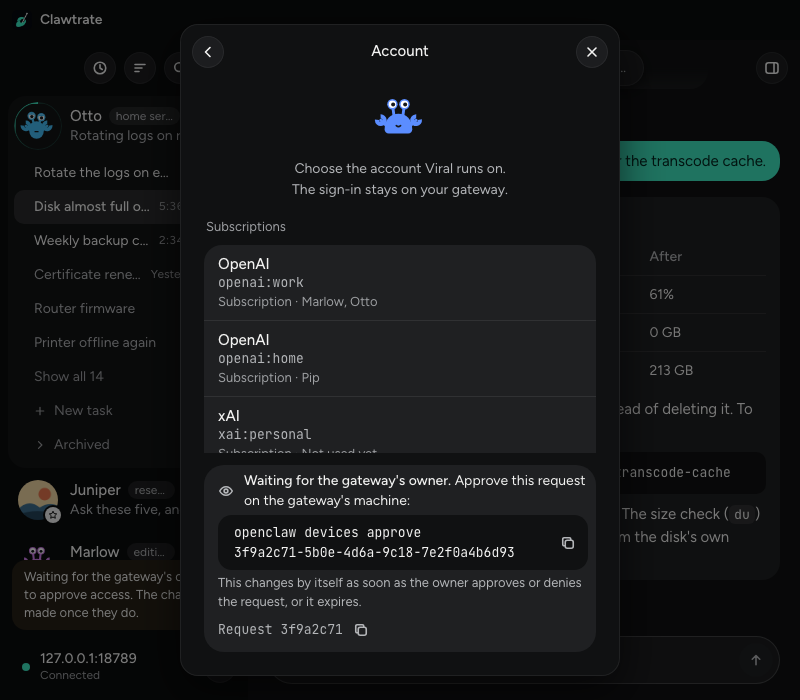 Clawtrate
Otto
home ser...
Rotating logs on
Rotate the logs on e...
Disk almost full o...
Weekly backup c...
Certificate rene...
Router firmware
Printer offline again
Show all 14
+ New task
Archived
Juniper
rese...
Ask these five, an
Marlow
editi...
Waiting for the gateway's
to approve access. The cha
made once they do.
127.0.0.1:18789
Connected
Account
Choose the account Viral runs on.
The sign-in stays on your gateway.
Subscriptions
OpenAI
openai:work
Subscription · Marlow, Otto
OpenAI
openai:home
Subscription · Pip
xAI
xai:personal
Subscription · Not used yet
Waiting for the gateway's owner. Approve this request
on the gateway's machine:
openclaw devices approve
3f9a2c71-5b0e-4d6a-9c18-7e2f0a4b6d93
This changes by itself as soon as the owner approves or denies
the request, or it expires.
Request 3f9a2c71
the transcode cache.
After
61%
0 GB
213 GB
ead of deleting it. To
transcode-cache
The size check ( du )
m the disk's own